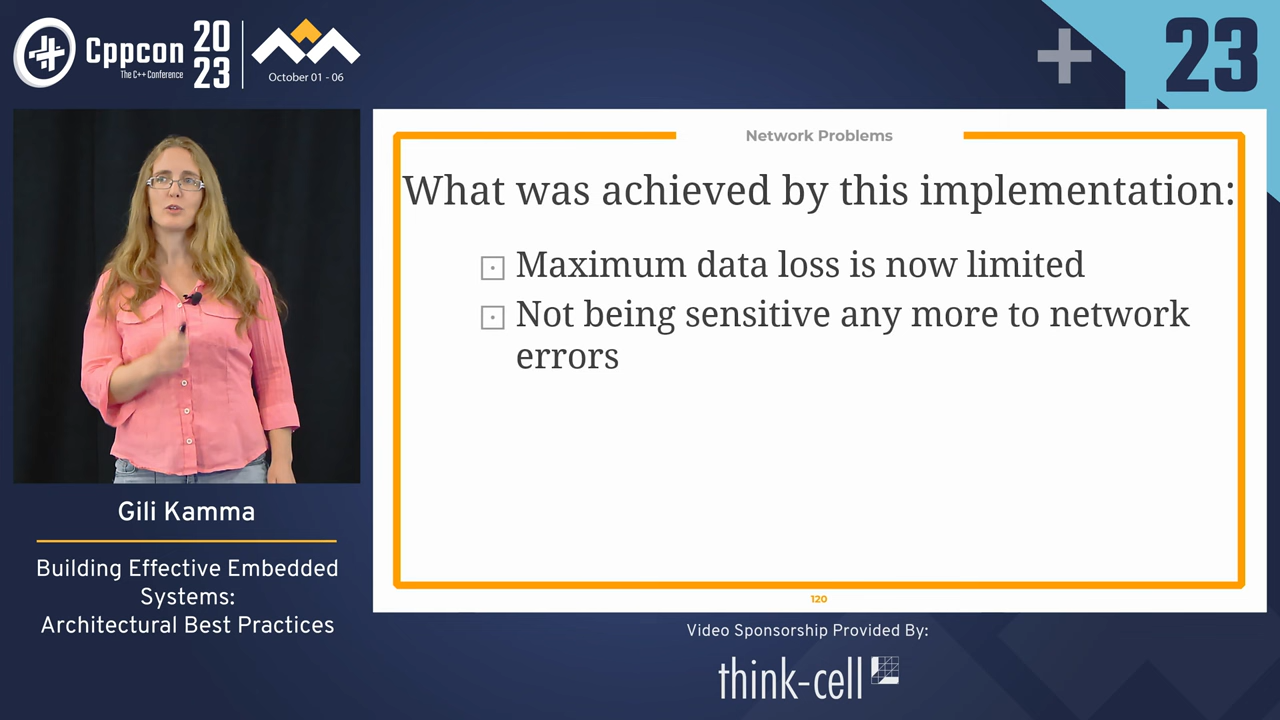 Cppcon
The C++ Conference
20
23
October 01 - 06
23
Network Problems
What was achieved by this implementation:
Maximum data loss is now limited
Not being sensitive any more to network
errors
120
Gili Kamma
Building Effective Embedded
Systems:
Architectural Best Practices
Video Sponsorship Provided By:
think-cell